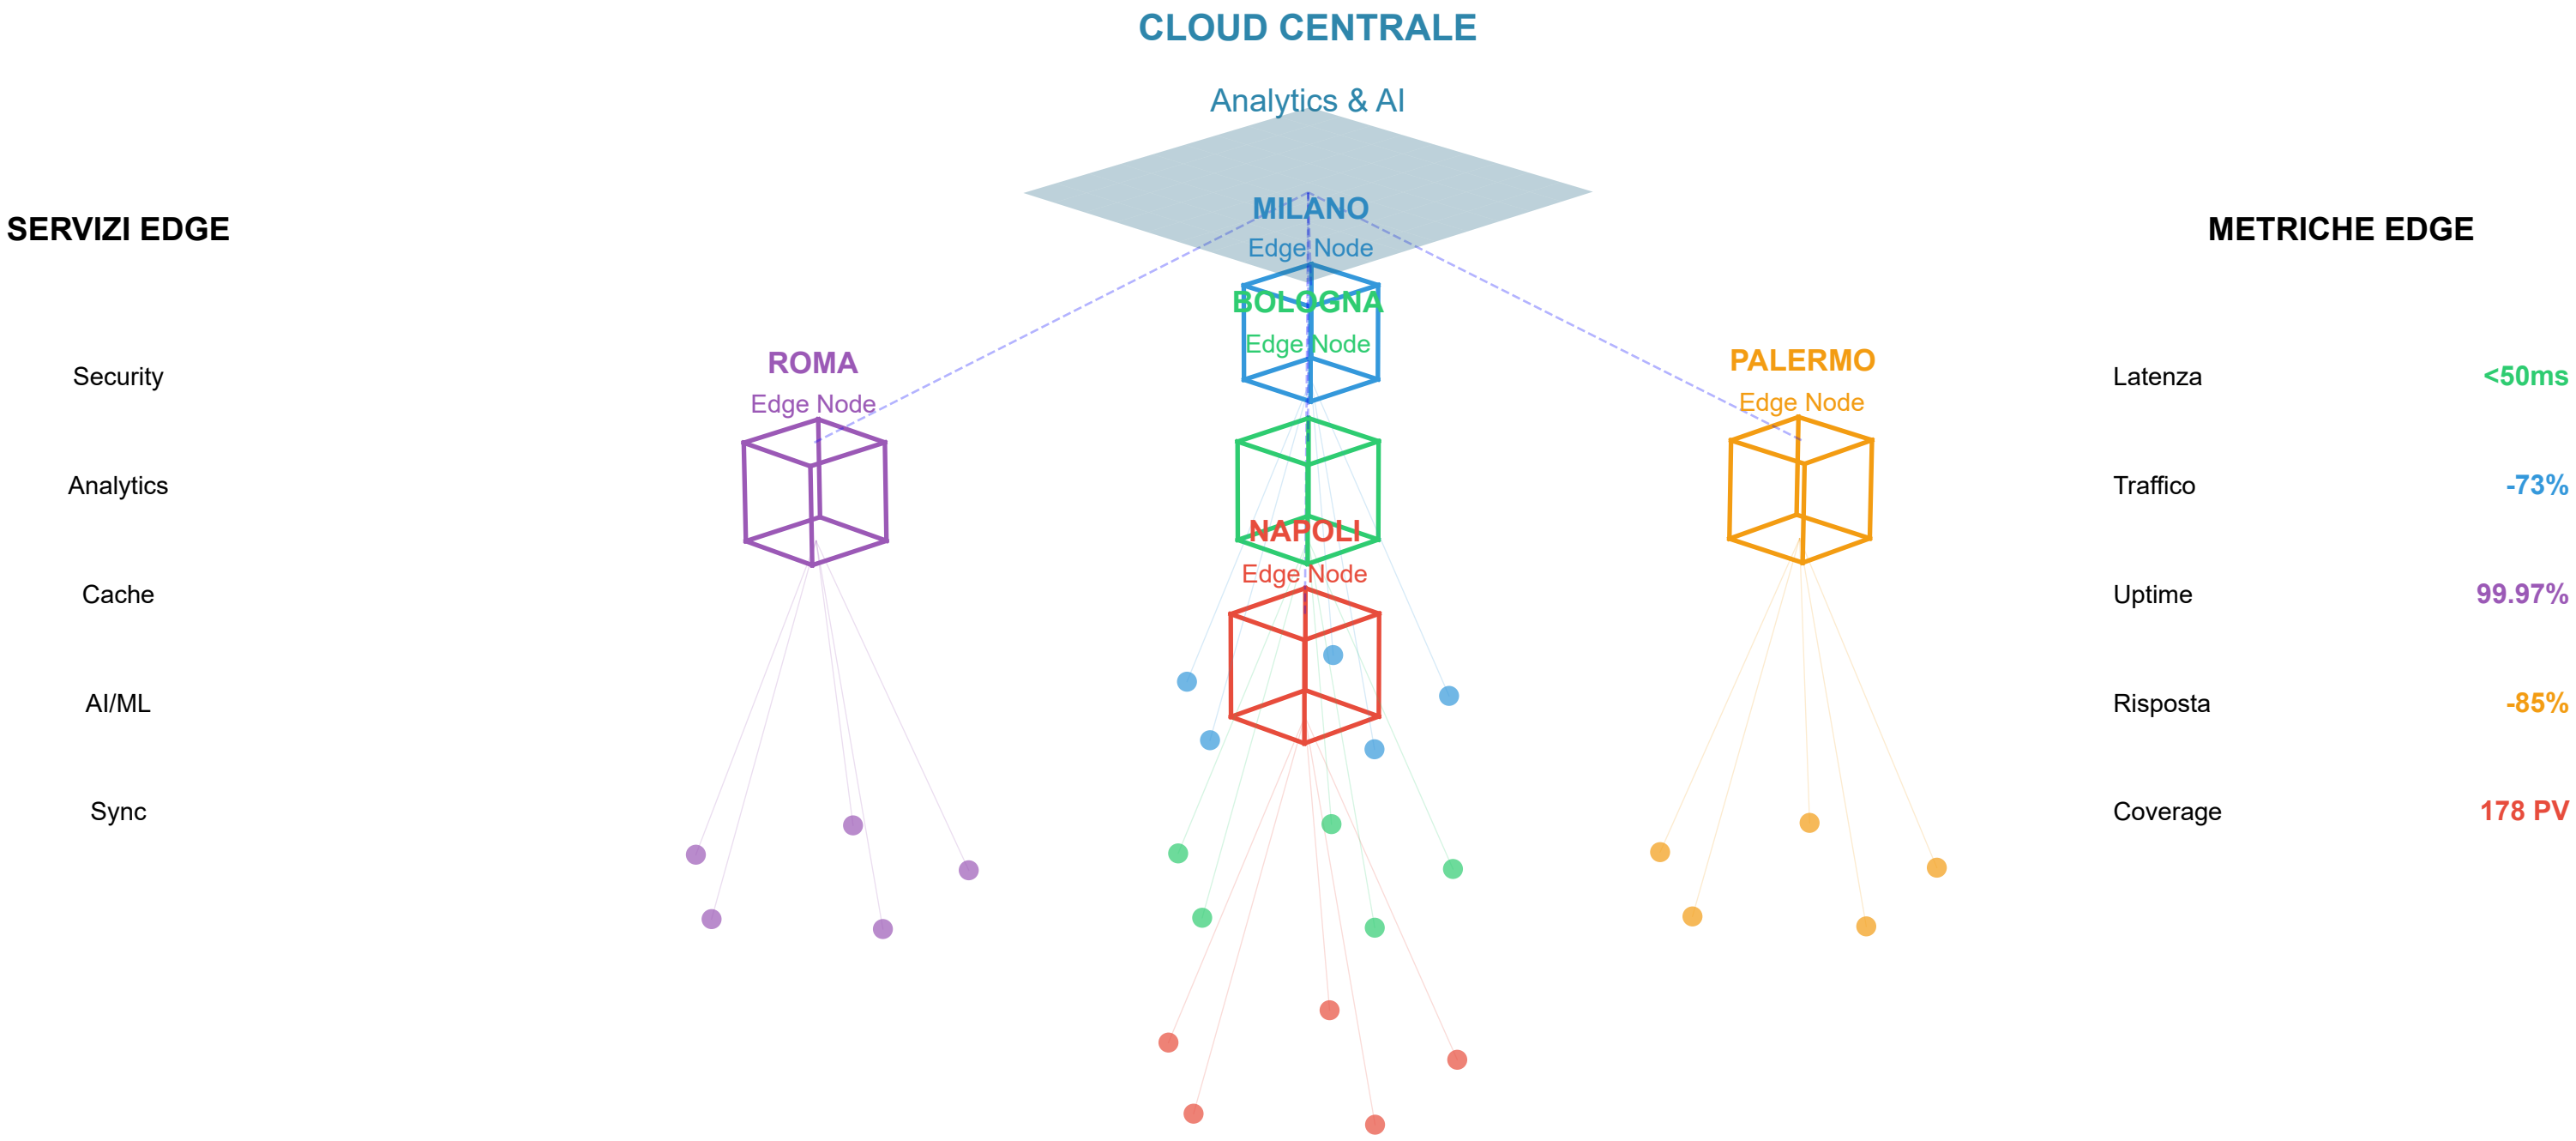 CLOUD CENTRALE
Analytics & AI
SERVIZI EDGE
Security
Analytics
Cache
AI/ML
Sync
MILANO
Edge Node
BOLOGNA
Edge Node
ROMA
Edge Node
PALERMO
Edge Node
NAPOLI
Edge Node
METRICHE EDGE
Latenza <50ms
Traffico -73%
Uptime 99.97%
Risposta -85%
Coverage 178 PV